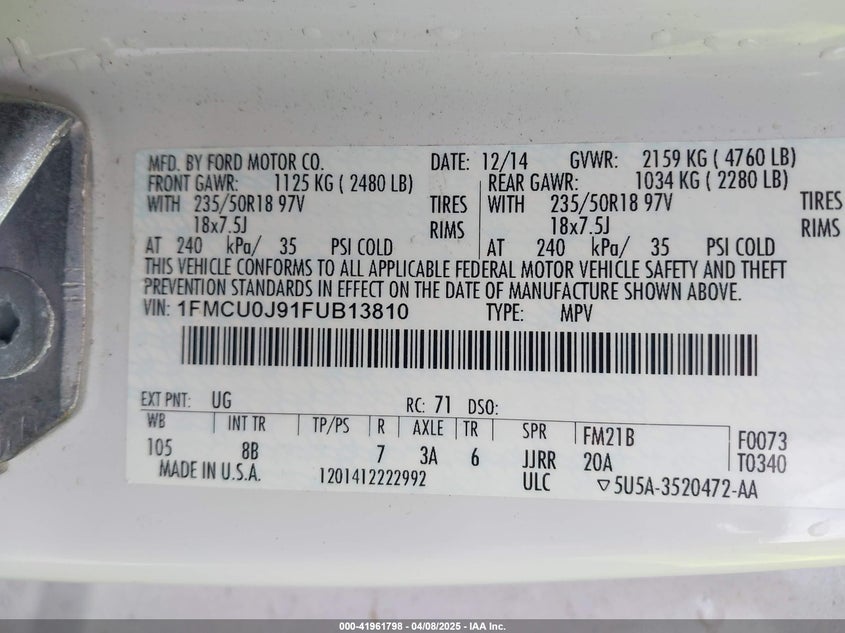 MFD. BY FORD MOTOR CO. DATE: 12/14 GVWR: 2159 KG ( 4760 LB)
FRONT GAWR: 1125 KG ( 2480 LB) REAR GAWR: 1034 KG ( 2280 LB)
WITH 235/50R18 97V TIRES WITH 235/50R18 97V TIRES
18x7.5J RIMS 18x7.5J RIMS
AT 240 kPa/ 35 PSI COLD AT 240 kPa/ 35 PSI COLD
THIS VEHICLE CONFORMS TO ALL APPLICABLE FEDERAL MOTOR VEHICLE SAFETY AND THEFT
PREVENTION STANDARDS IN EFFECT ON THE DATE OF MANUFACTURE SHOWN ABOVE.
VIN: 1FMCU0J91FUB13810 TYPE: MPV
EXT PNT: UG RC: 71 DSO:
WB INT TR TP/PS R AXLE TR SPR FM21B F0073
105 8B 7 3A 6 JJRR 20A T0340
MADE IN U.S.A. 1201412222992 ULC ▽5U5A-3520472-AA
000-41961798 - 04/08/2025 - IAA Inc.